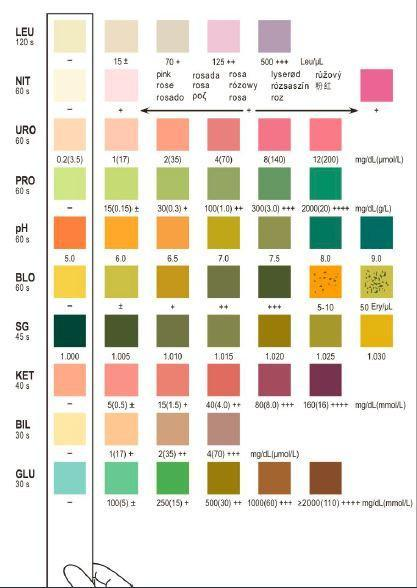 LEU
120 s
− 15 ± 70 + 125 ++ 500 +++ Leu/µL
NIT
60 s
pink rosada rosa lyserød růžový
rose rosa rózowy rózsaszín 粉红
rosado ροζ rosa roz
− + + +
URO
60 s
0.2(3.5) 1(17) 2(35) 4(70) 8(140) 12(200) mg/dL(µmol/L)
PRO
60 s
− 15(0.15) ± 30(0.3) + 100(1.0) ++ 300(3.0) +++ 2000(20) ++++ mg/dL(g/L)
pH
60 s
5.0 6.0 6.5 7.0 7.5 8.0 9.0
BLO
60 s
− ± + ++ +++ 5-10 50 Ery/µL
SG
45 s
1.000 1.005 1.010 1.015 1.020 1.025 1.030
KET
40 s
− 5(0.5) ± 15(1.5) + 40(4.0) ++ 80(8.0) +++ 160(16) ++++ mg/dL(mmol/L)
BIL
30 s
− 1(17) + 2(35) ++ 4(70) +++ mg/dL(µmol/L)
GLU
30 s
− 100(5) ± 250(15) + 500(30) ++ 1000(60) +++ ≥2000(110) ++++ mg/dL(mmol/L)